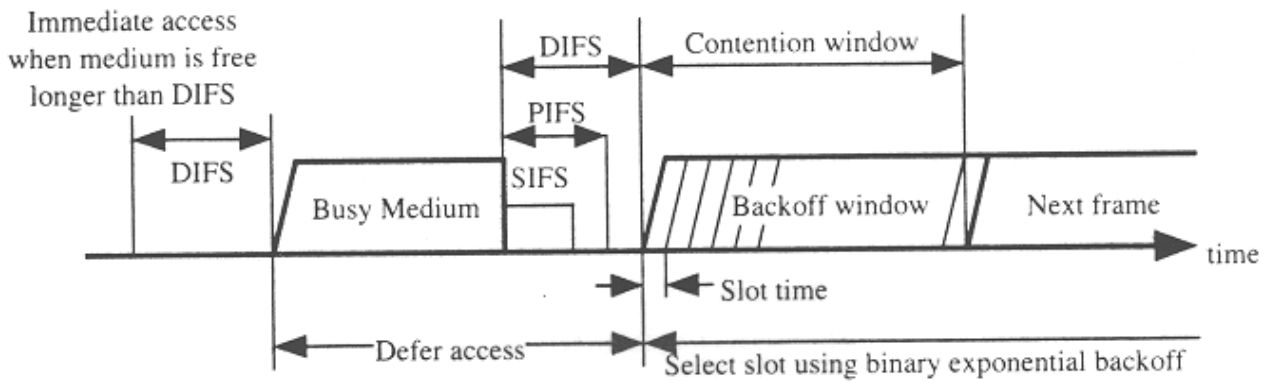 Immediate access
when medium is free
longer than DIFS
DIFS
DIFS
Contention window
PIFS
SIFS
Busy Medium
Backoff window
Next frame
time
Slot time
Defer access
Select slot using binary exponential backoff